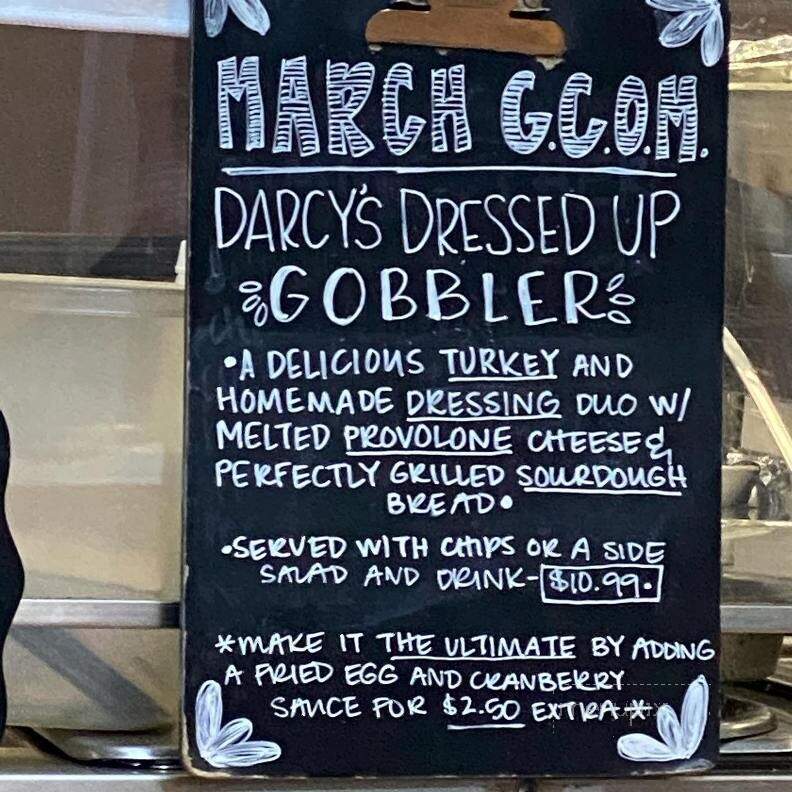 MARCH G.C.O.M.
DARCY'S DRESSED UP
GOBBLER
•A DELICIOUS TURKEY AND
HOMEMADE DRESSING DUO W/
MELTED PROVOLONE CHEESE &
PERFECTLY GRILLED SOURDOUGH
BREAD•
•SERVED WITH CHIPS OR A SIDE
SALAD AND DRINK-$10.99•
*MAKE IT THE ULTIMATE BY ADDING
A FRIED EGG AND CRANBERRY
SAUCE FOR $2.50 EXTRA*